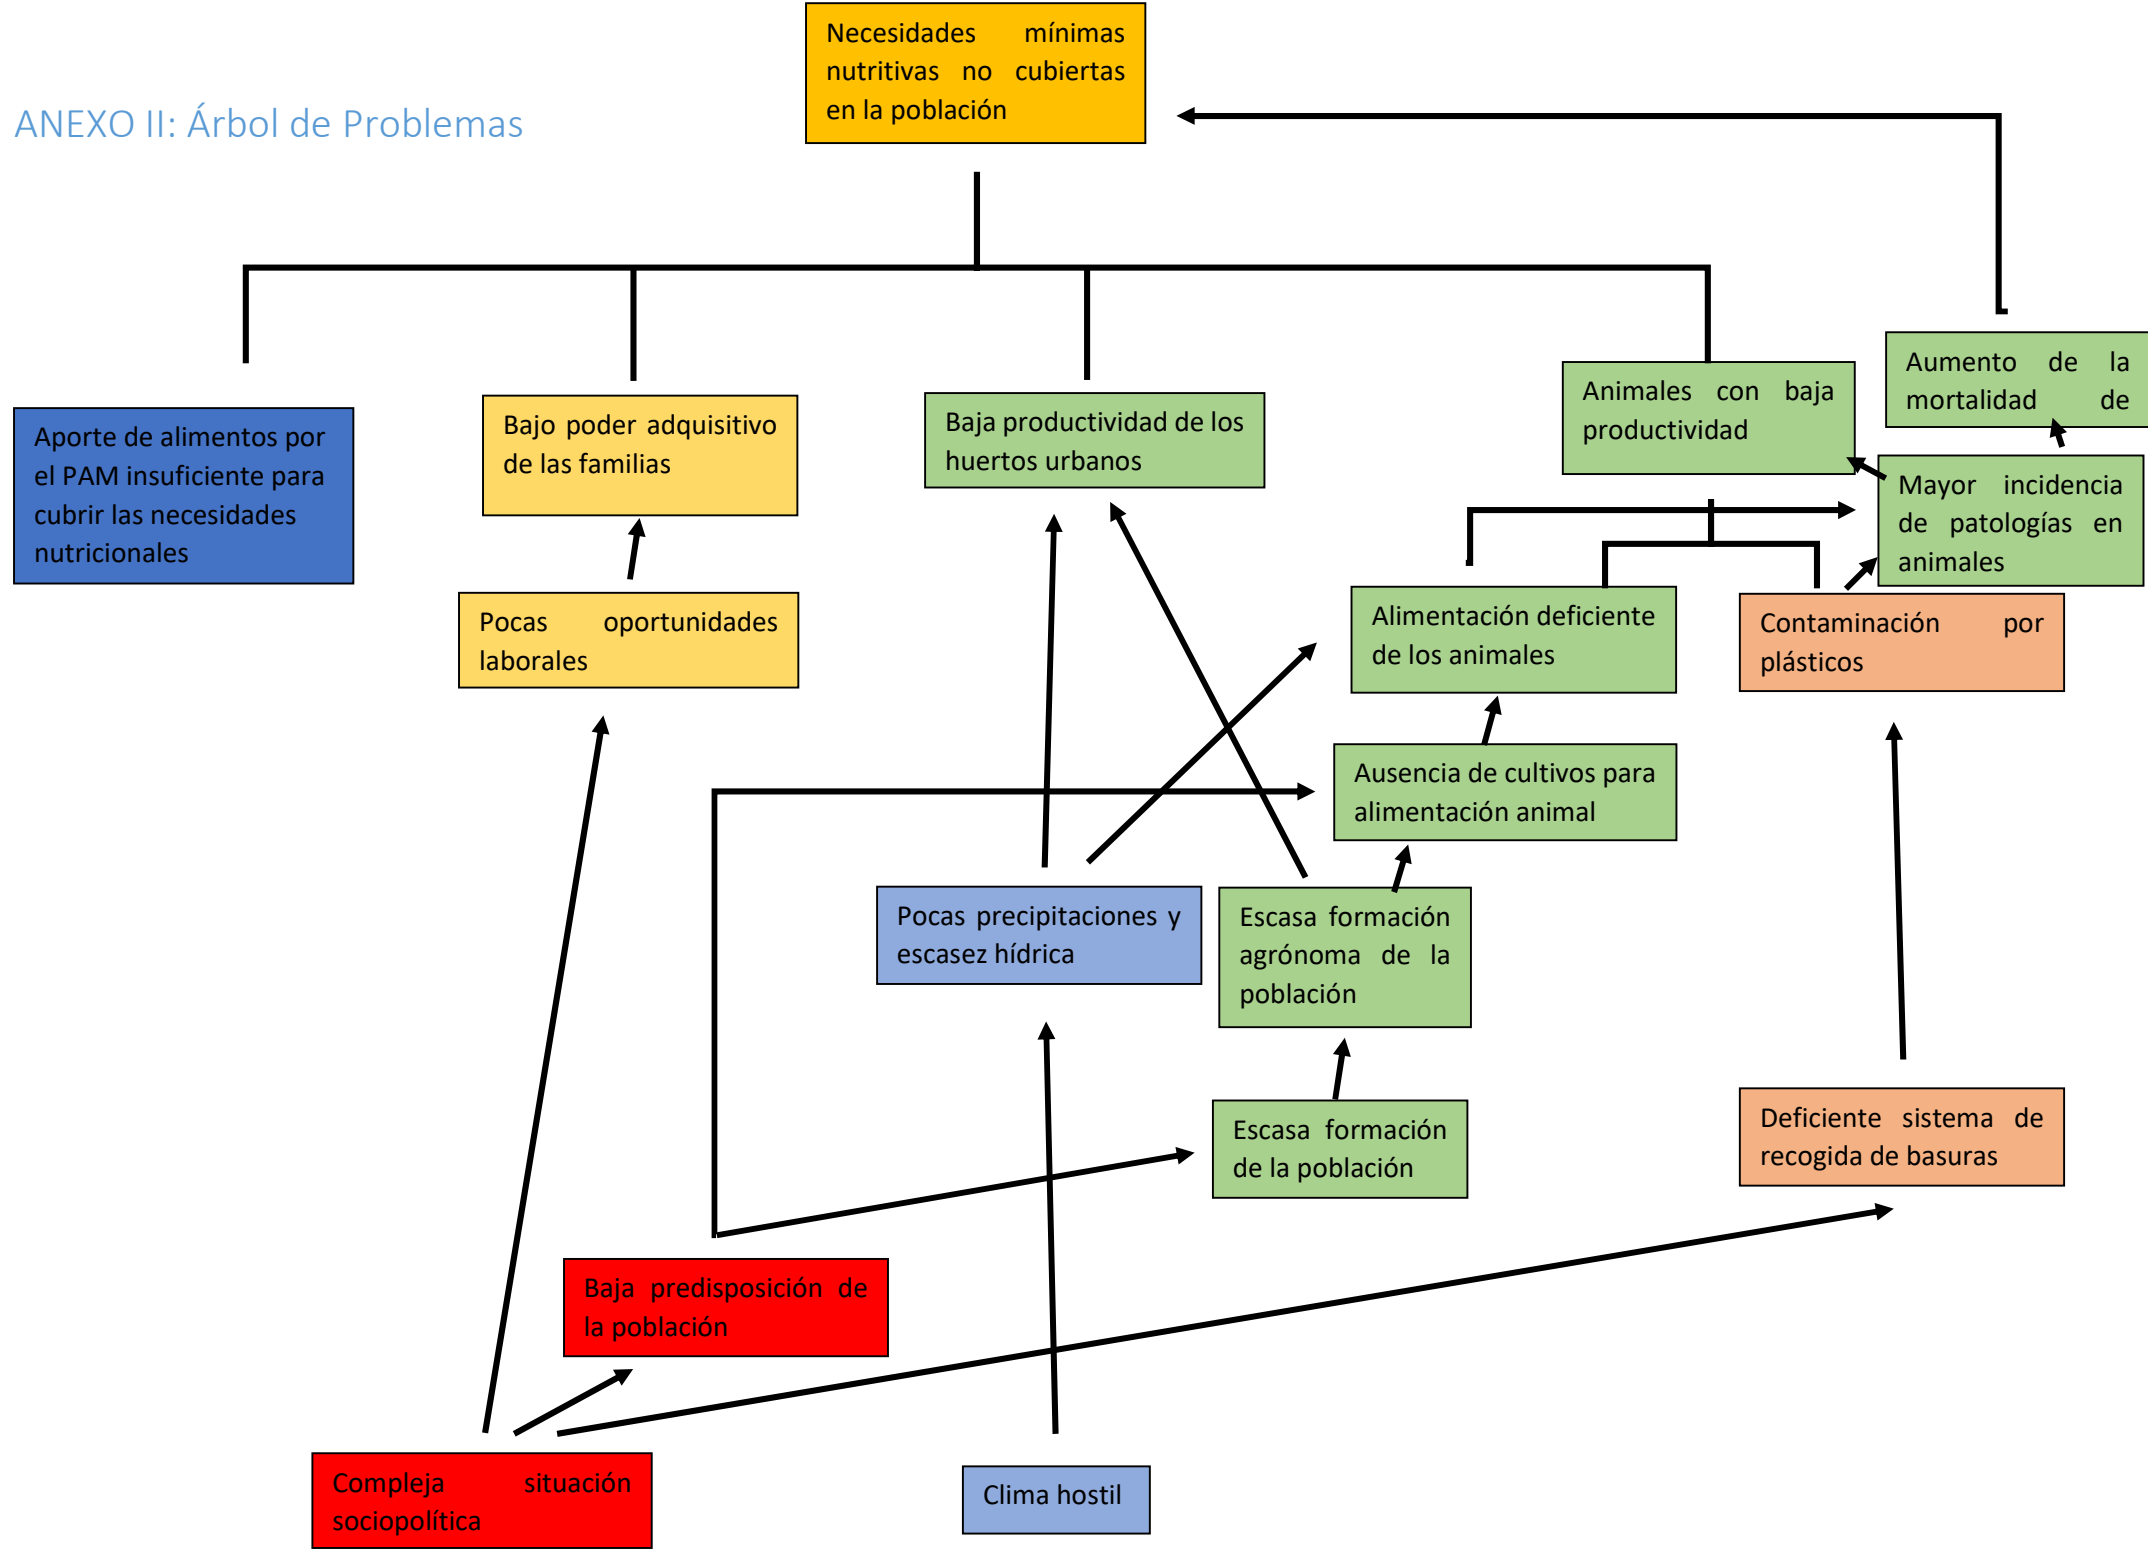 Necesidades mínimas
nutritivas no cubiertas
en la población
ANEXO II: Árbol de Problemas
Aumento de la
mortalidad de
Animales con baja
productividad
Baja productividad de los
huertos urbanos
Bajo poder adquisitivo
de las familias
Aporte de alimentos por
el PAM insuficiente para
cubrir las necesidades
nutricionales
Mayor incidencia
de patologías en
animales
Pocas oportunidades
laborales
Alimentación deficiente
de los animales
Contaminación por
plásticos
Ausencia de cultivos para
alimentación animal
Pocas precipitaciones y
escasez hídrica
Escasa formación
agrónoma de la
población
Escasa formación
de la población
Deficiente sistema de
recogida de basuras
Baja predisposición de
la población
Compleja situación
sociopolítica
Clima hostil